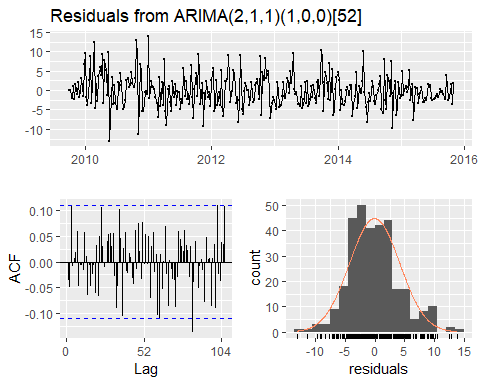 Residuals from ARIMA(2,1,1)(1,0,0)[52]
15
10
5
0
-5
-10
2010 2012 2014 2016
ACF
0.10
0.05
0.00
-0.05
-0.10
0 52 104
Lag
count
50
40
30
20
10
0
-10 -5 0 5 10 15
residuals